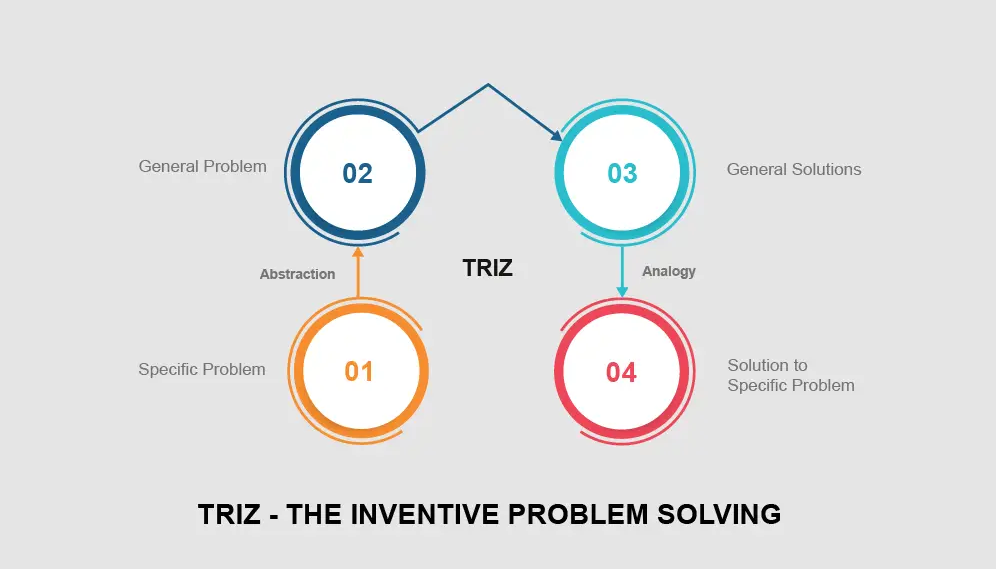 General Problem
02
03
General Solutions
Abstraction
TRIZ
Analogy
Specific Problem
01
04
Solution to
Specific Problem
TRIZ - THE INVENTIVE PROBLEM SOLVING